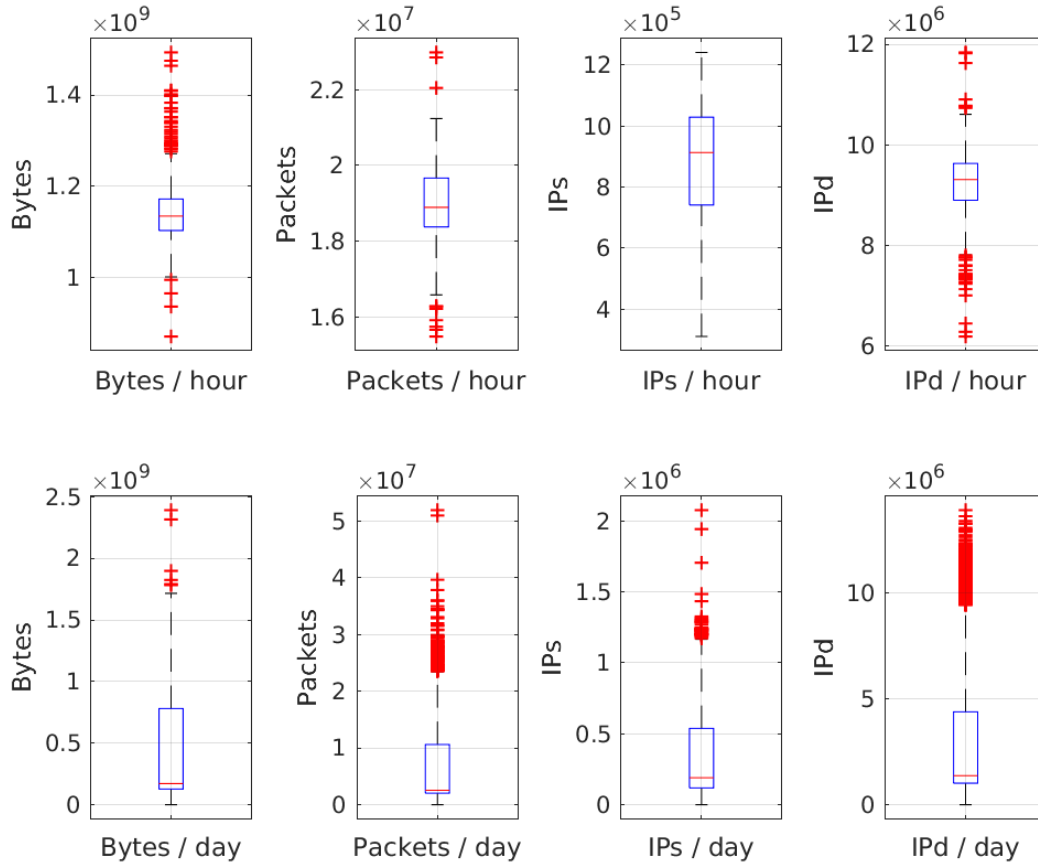 ×10^9
1.4
1.2
1
Bytes
Bytes / hour
×10^7
2.2
2
1.8
1.6
Packets
Packets / hour
×10^5
12
10
8
6
4
IPs
IPs / hour
×10^6
12
10
8
6
IPd
IPd / hour
×10^9
2.5
2
1.5
1
0.5
0
Bytes
Bytes / day
×10^7
5
4
3
2
1
0
Packets
Packets / day
×10^6
2
1.5
1
0.5
0
IPs
IPs / day
×10^6
10
5
0
IPd
IPd / day